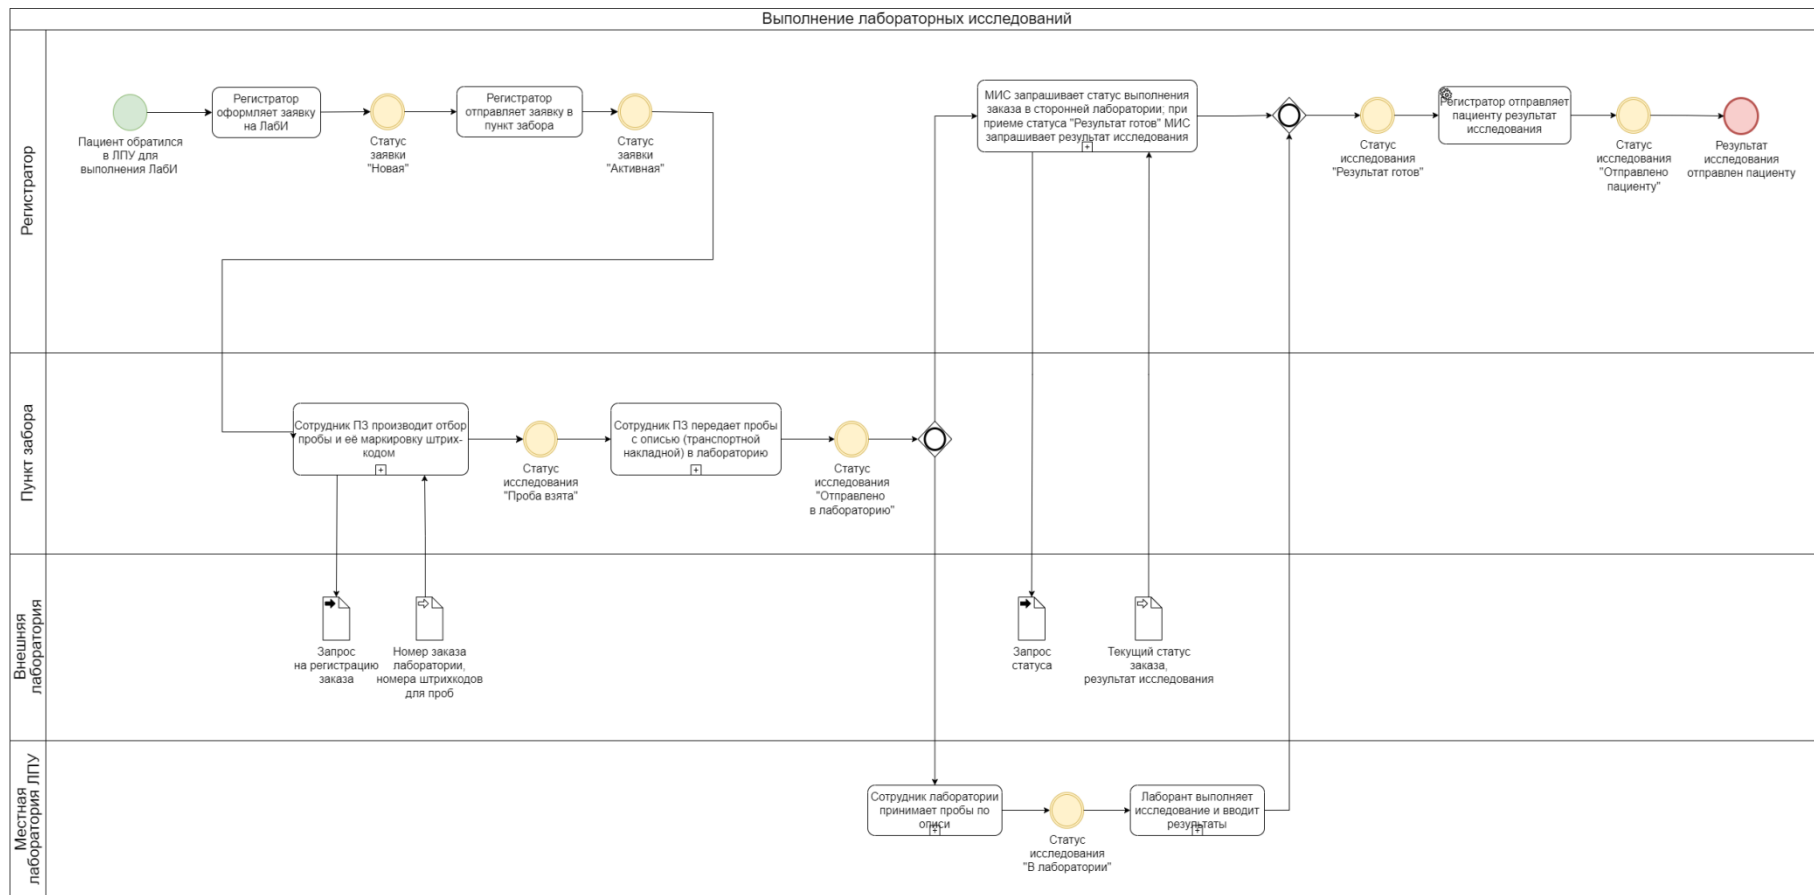 Выполнение лабораторных исследований
Регистратор
Пациент обратился
в ЛПУ для
выполнения ЛабИ
Регистратор
оформляет заявку
на ЛабИ
Статус
заявки
"Новая"
Регистратор
отправляет заявку в
пункт забора
Статус
заявки
"Активная"
МИС запрашивает статус выполнения
заказа в сторонней лаборатории; при
приеме статуса "Результат готов" МИС
запрашивает результат исследования
Статус
исследования
"Результат готов"
Регистратор отправляет
пациенту результат
исследования
Статус
исследования
"Отправлено
пациенту"
Результат
исследования
отправлен пациенту
Пункт забора
Сотрудник ПЗ производит отбор
пробы и её маркировку штрих-
кодом
Статус
исследования
"Проба взята"
Сотрудник ПЗ передает пробы
с описью (транспортной
накладной) в лабораторию
Статус
исследования
"Отправлено
в лабораторию"
Внешняя
лаборатория
Запрос
на регистрацию
заказа
Номер заказа
лаборатории,
номера штрихкодов
для проб
Запрос
статуса
Текущий статус
заказа,
результат исследования
Местная
лаборатория ЛПУ
Сотрудник лаборатории
принимает пробы по
описи
Статус
исследования
"В лаборатории"
Лаборант выполняет
исследование и вводит
результаты